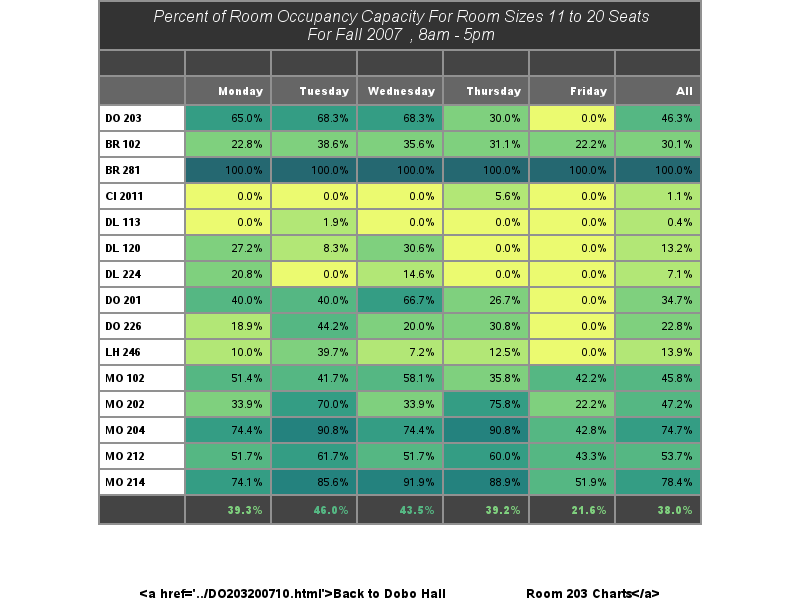 Percent of Room Occupancy Capacity For Room Sizes 11 to 20 Seats
For Fall 2007 , 8am - 5pm
Monday Tuesday Wednesday Thursday Friday All
DO 203 65.0% 68.3% 68.3% 30.0% 0.0% 46.3%
BR 102 22.8% 38.6% 35.6% 31.1% 22.2% 30.1%
BR 281 100.0% 100.0% 100.0% 100.0% 100.0% 100.0%
CI 2011 0.0% 0.0% 0.0% 5.6% 0.0% 1.1%
DL 113 0.0% 1.9% 0.0% 0.0% 0.0% 0.4%
DL 120 27.2% 8.3% 30.6% 0.0% 0.0% 13.2%
DL 224 20.8% 0.0% 14.6% 0.0% 0.0% 7.1%
DO 201 40.0% 40.0% 66.7% 26.7% 0.0% 34.7%
DO 226 18.9% 44.2% 20.0% 30.8% 0.0% 22.8%
LH 246 10.0% 39.7% 7.2% 12.5% 0.0% 13.9%
MO 102 51.4% 41.7% 58.1% 35.8% 42.2% 45.8%
MO 202 33.9% 70.0% 33.9% 75.8% 22.2% 47.2%
MO 204 74.4% 90.8% 74.4% 90.8% 42.8% 74.7%
MO 212 51.7% 61.7% 51.7% 60.0% 43.3% 53.7%
MO 214 74.1% 85.6% 91.9% 88.9% 51.9% 78.4%
39.3% 46.0% 43.5% 39.2% 21.6% 38.0%
<a href='../DO203200710.html'>Back to Dobo Hall Room 203 Charts</a>